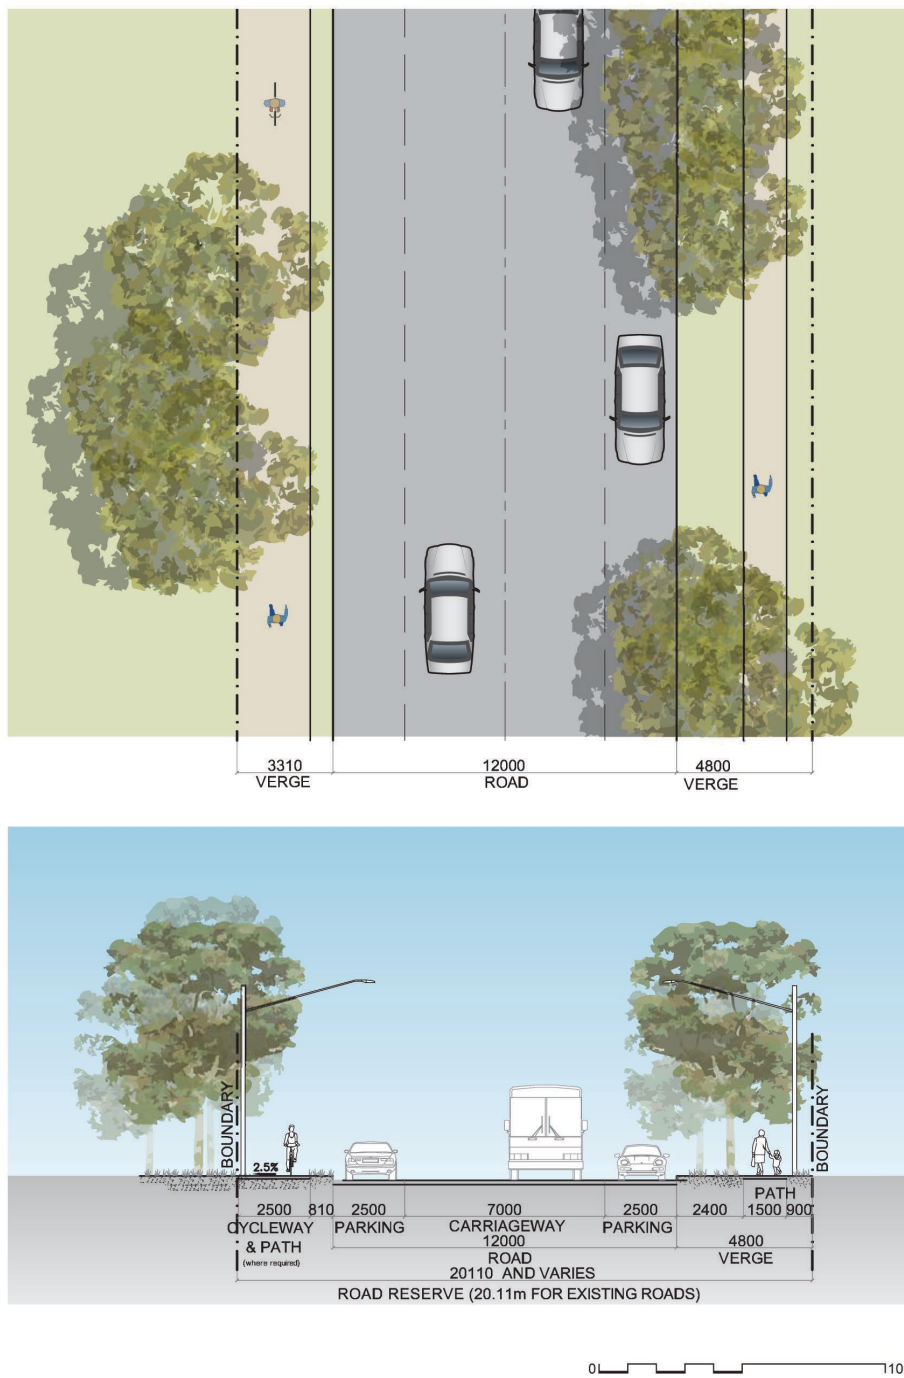 3310 12000 4800
VERGE ROAD VERGE
BOUNDARY
BOUNDARY
2.5%
PATH
2500 810 2500 7000 2500 2400 1500 900
CYCLEWAY PARKING CARRIAGEWAY PARKING
& PATH 12000 4800
(where required) ROAD VERGE
20110 AND VARIES
ROAD RESERVE (20.11m FOR EXISTING ROADS)
0 10